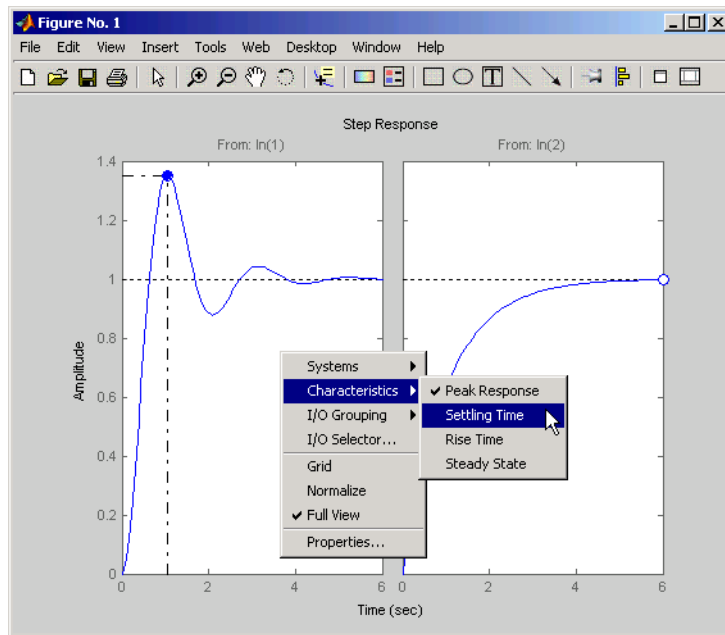 Figure No. 1
File Edit View Insert Tools Web Desktop Window Help
T
Step Response
From: In(1)
From: In(2)
1.4
1.2
1
0.8
0.6
0.4
0.2
0
Amplitude
Systems
Characteristics
I/O Grouping
I/O Selector...
Grid
Normalize
Full View
Properties...
Peak Response
Settling Time
Rise Time
Steady State
0 2 4 6 0 2 4 6
Time (sec)